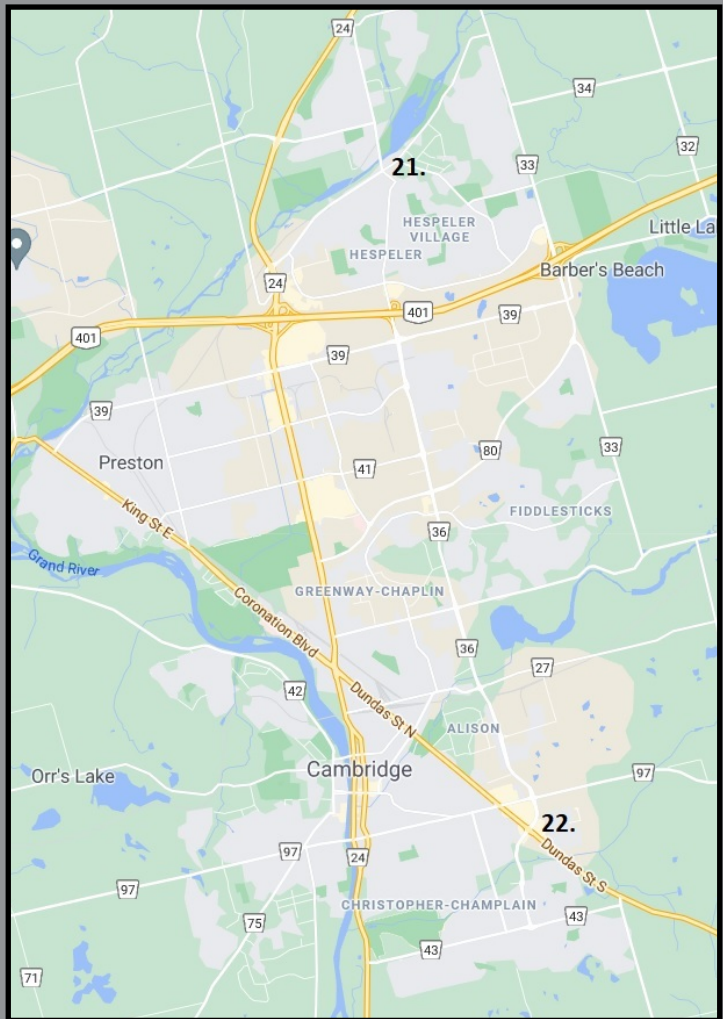 24
34
21.
33
32
HESPELER
VILLAGE
HESPELER
Little La
Barber's Beach
24
401
39
401
39
39
Preston
41
80
33
King St E
FIDDLESTICKS
36
Grand River
GREENWAY-CHAPLIN
Coronation Blvd
36
27
42
Dundas St N
ALISON
Orr's Lake
Cambridge
97
22.
97
24
Dundas St S
97
CHRISTOPHER-CHAMPLAIN
43
75
43
71